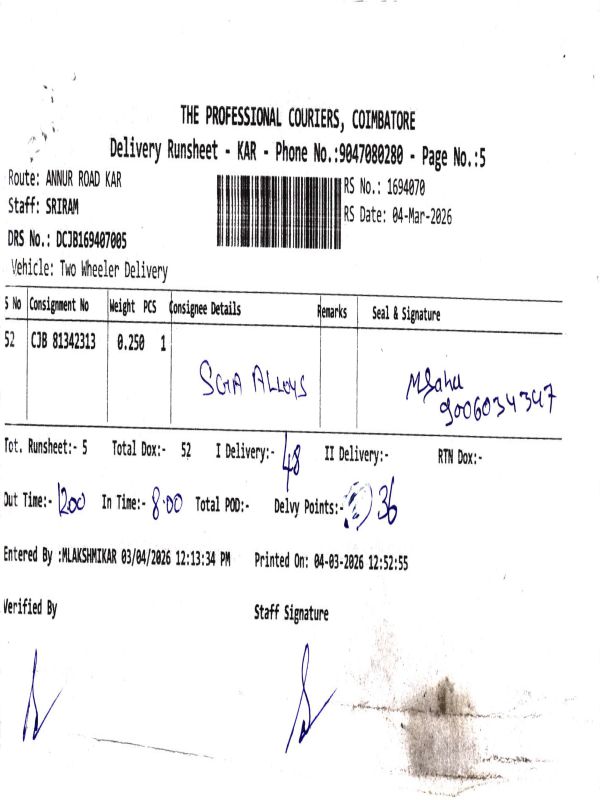 THE PROFESSIONAL COURIERS, COIMBATORE
Delivery Runsheet - KAR - Phone No.:9047080280 - Page No.:5
Route: ANNUR ROAD KAR
RS No.: 1694070
Staff: SRIRAM
RS Date: 04-Mar-2026
DRS No.: DCJB169407005
Vehicle: Two Wheeler Delivery
S No Consignment No Weight PCS Consignee Details Remarks Seal & Signature
52 CJB 81342313 0.250 1
ALLOYS
9006034347
Tot. Runsheet:- 5 Total Dox:- 52 I Delivery:- 48 II Delivery:- RTN Dox:-
Out Time:- 1200 In Time:- 8.00 Total POD:- Delvy Points:- 36
Entered By :MLAKSHMIKAR 03/04/2026 12:13:34 PM Printed On: 04-03-2026 12:52:55
Verified By Staff Signature